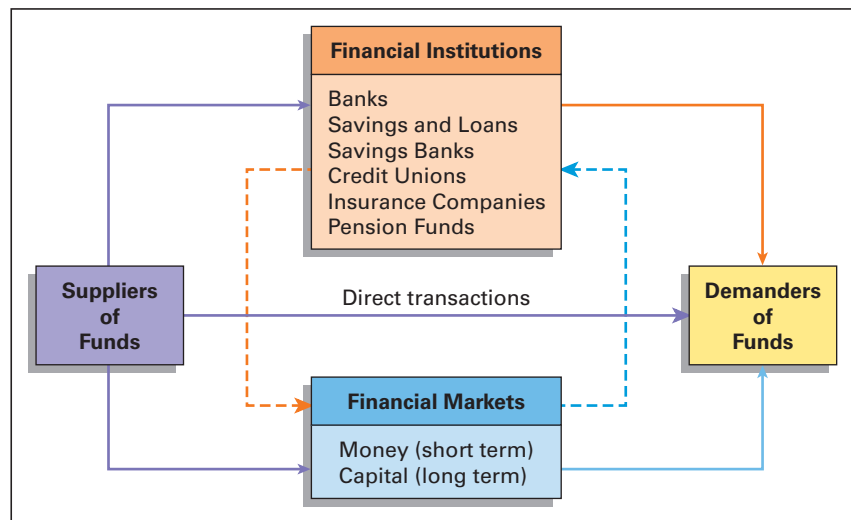 Financial Institutions
Banks
Savings and Loans
Savings Banks
Credit Unions
Insurance Companies
Pension Funds
Suppliers
of
Funds
Direct transactions
Demanders
of
Funds
Financial Markets
Money (short term)
Capital (long term)